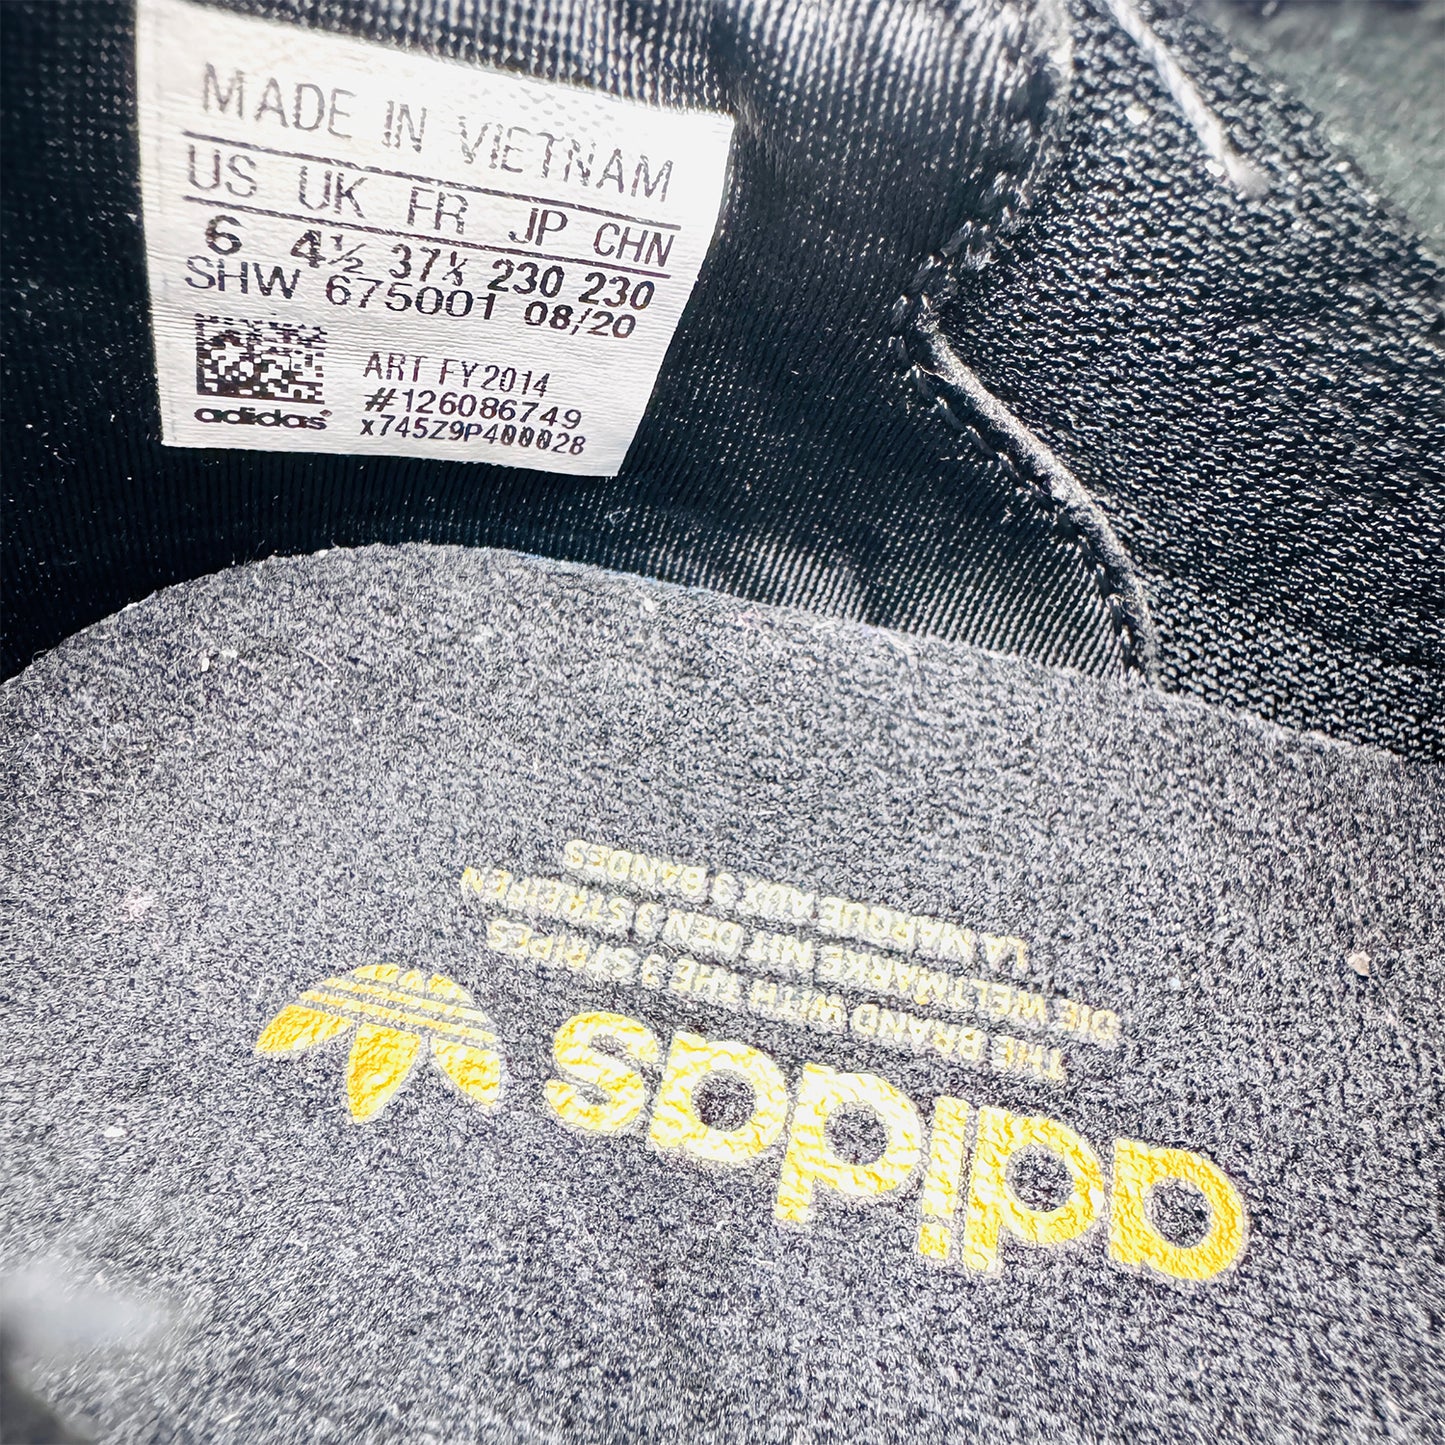 MADE IN VIETNAM
US UK FR JP CHN
6 4½ 37⅓ 230 230
SHW 675001 08/20
ART FY2014
#126086749
x745Z9P400028
adidas
adidas
THE BRAND WITH THE 3 STRIPES
DIE WELTMARKE MIT DEN 3 STREIFEN
LA MARQUE AUX 3 BANDES